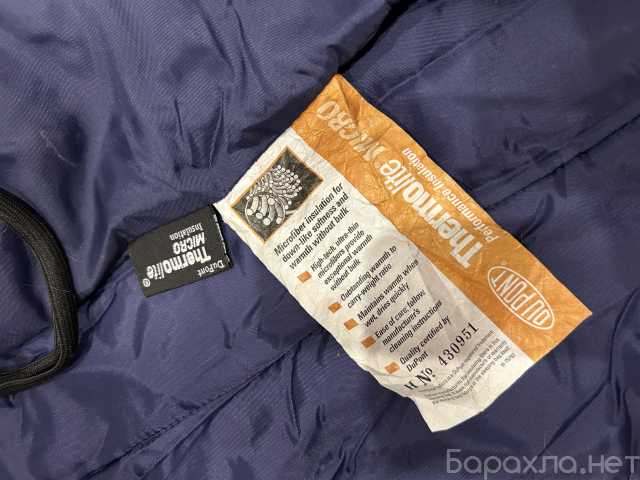 DuPont
Thermolite®
MICRO
Insulation
Thermolite MICRO
Performance Insulation
DUPONT
Microfiber insulation for
down-like softness and
warmth without bulk
High-tech, ultra-thin
microfibers provide
exceptional warmth
without bulk
Outstanding warmth to
carry-weight ratio
Maintains warmth when
wet, dries quickly
Ease of care; follow
manufacturer's
cleaning instructions
Quality certified by
DuPont
No 430951
Барахла.нет